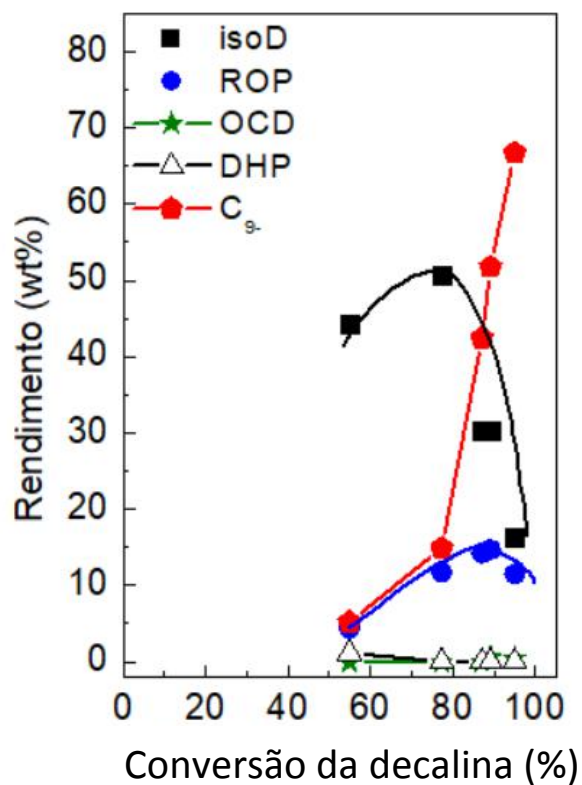 isoD
ROP
OCD
DHP
C9-
Rendimento (wt%)
80
70
60
50
40
30
20
10
0
0 20 40 60 80 100
Conversão da decalina (%)